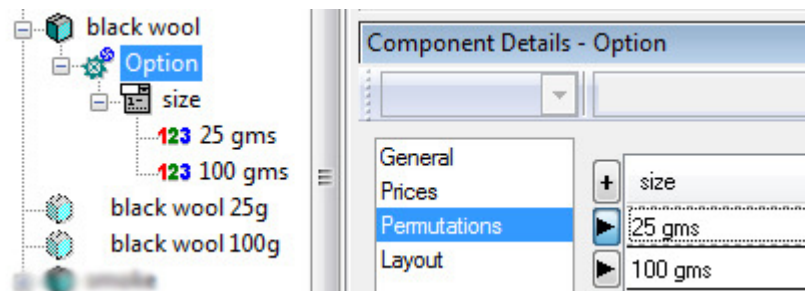 black wool
Option
size
123 25 gms
123 100 gms
black wool 25g
black wool 100g
Component Details - Option
General
Prices
Permutations
Layout
size
25 gms
100 gms